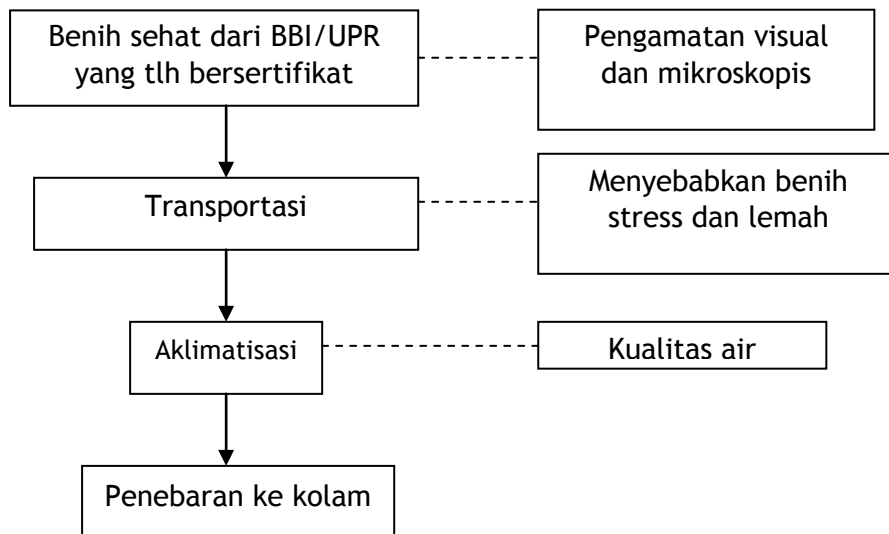 Benih sehat dari BBI/UPR
yang tlh bersertifikat
Pengamatan visual
dan mikroskopis
Transportasi
Menyebabkan benih
stress dan lemah
Aklimatisasi
Kualitas air
Penebaran ke kolam